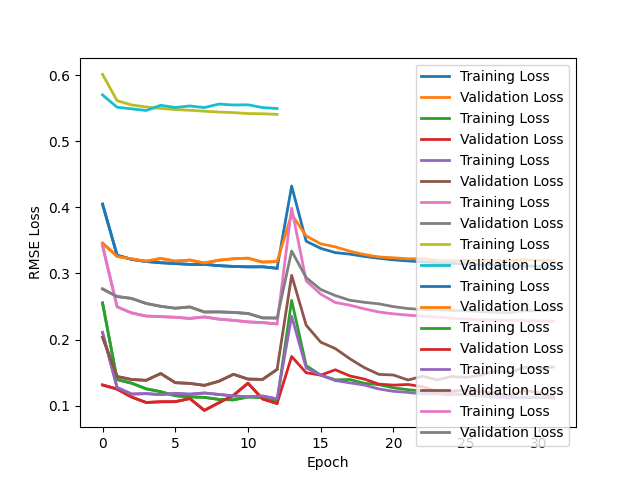 0.6
0.5
0.4
0.3
0.2
0.1
RMSE Loss
0
5
10
15
20
25
30
Epoch
Training Loss
Validation Loss
Training Loss
Validation Loss
Training Loss
Validation Loss
Training Loss
Validation Loss
Training Loss
Validation Loss
Training Loss
Validation Loss
Training Loss
Validation Loss
Training Loss
Validation Loss
Training Loss
Validation Loss